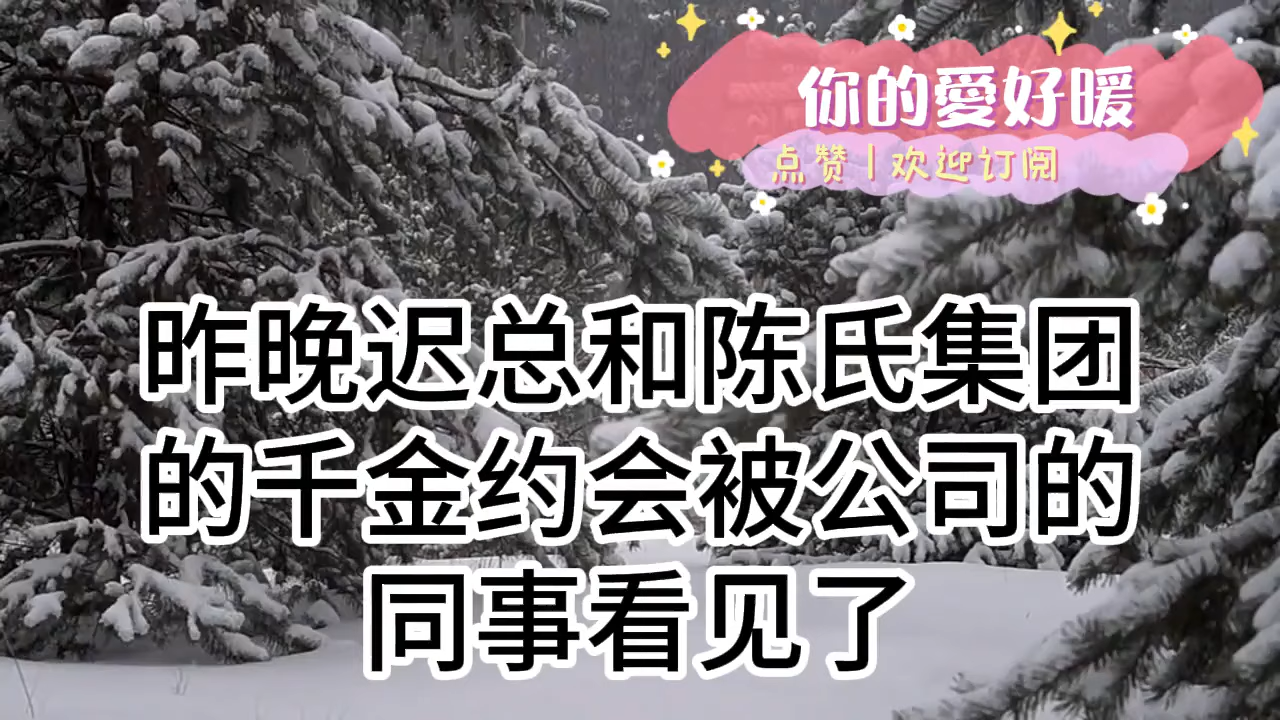 你的愛好暖
点赞 | 欢迎订阅
昨晚迟总和陈氏集团
的千金约会被公司的
同事看见了